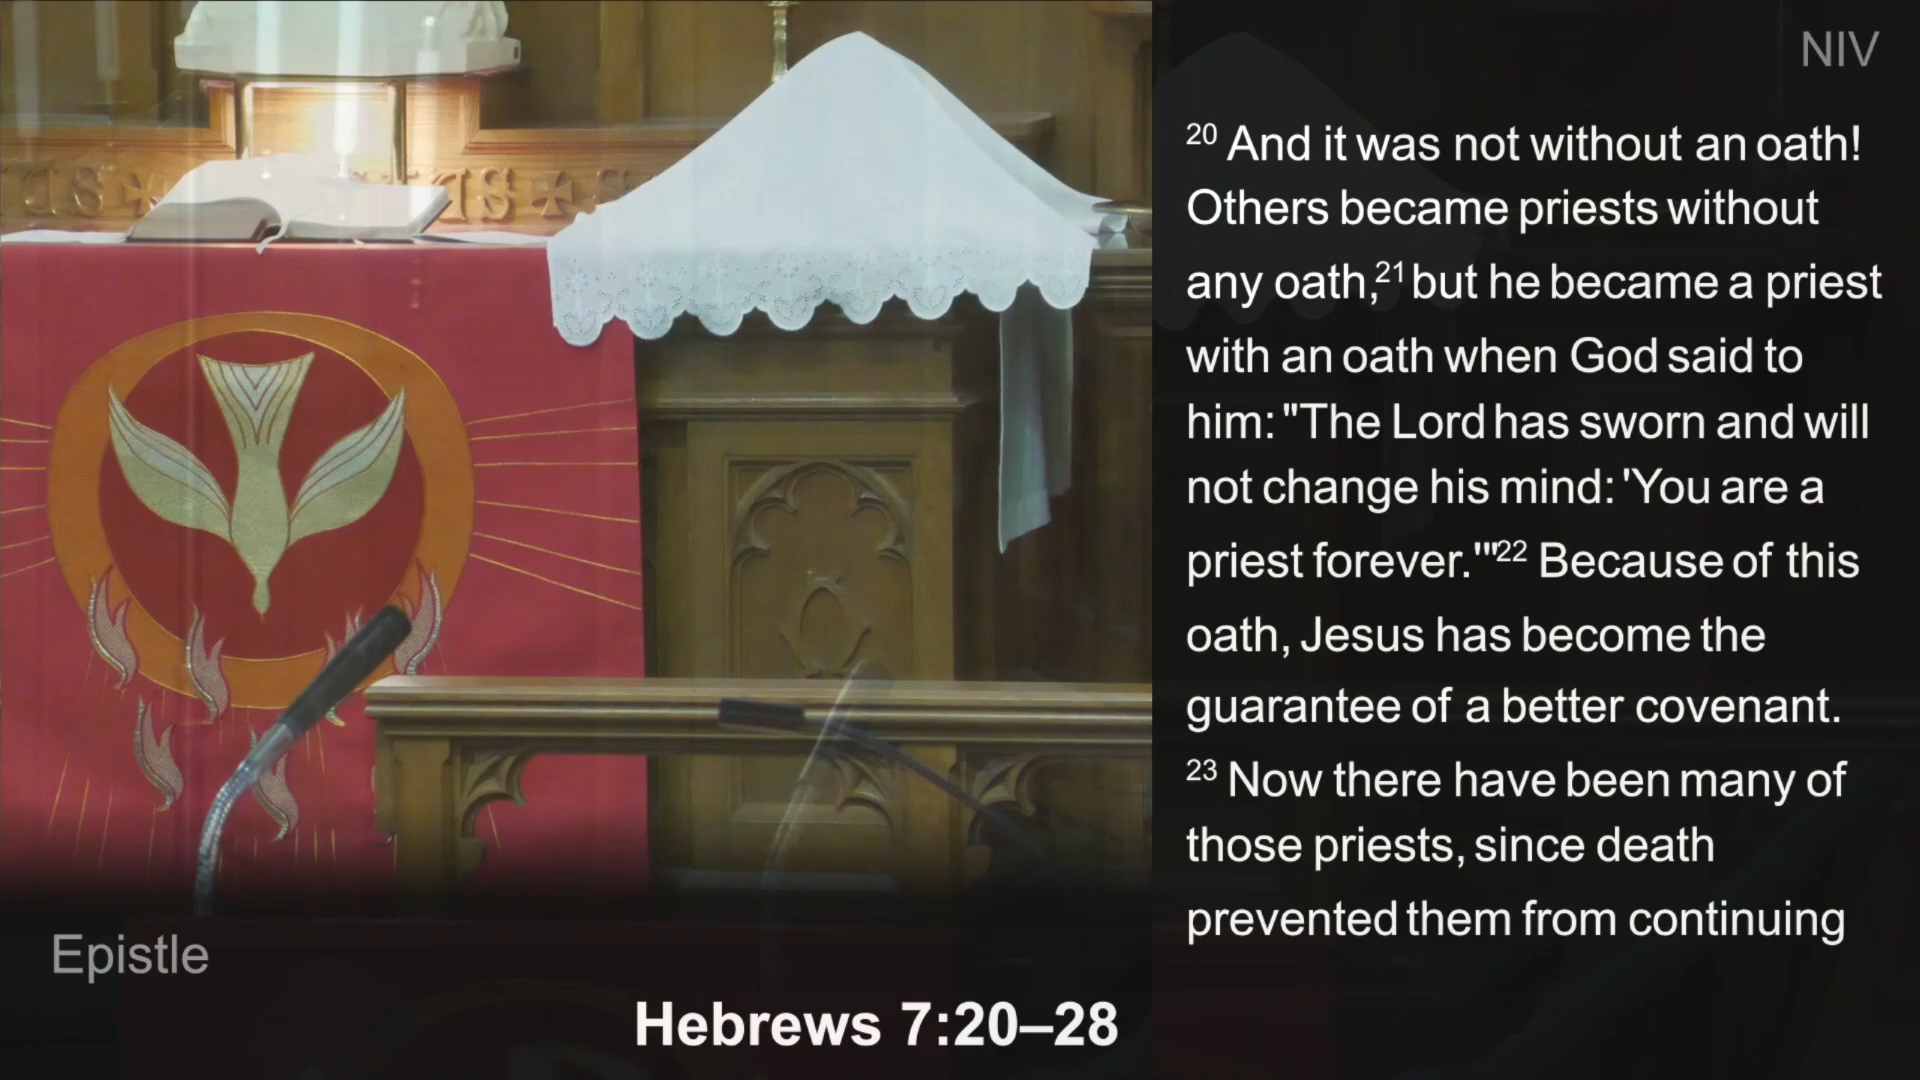 NIV
20 And it was not without an oath!
Others became priests without
any oath,21 but he became a priest
with an oath when God said to
him: "The Lord has sworn and will
not change his mind: 'You are a
priest forever.'"22 Because of this
oath, Jesus has become the
guarantee of a better covenant.
23 Now there have been many of
those priests, since death
prevented them from continuing
Epistle
Hebrews 7:20–28